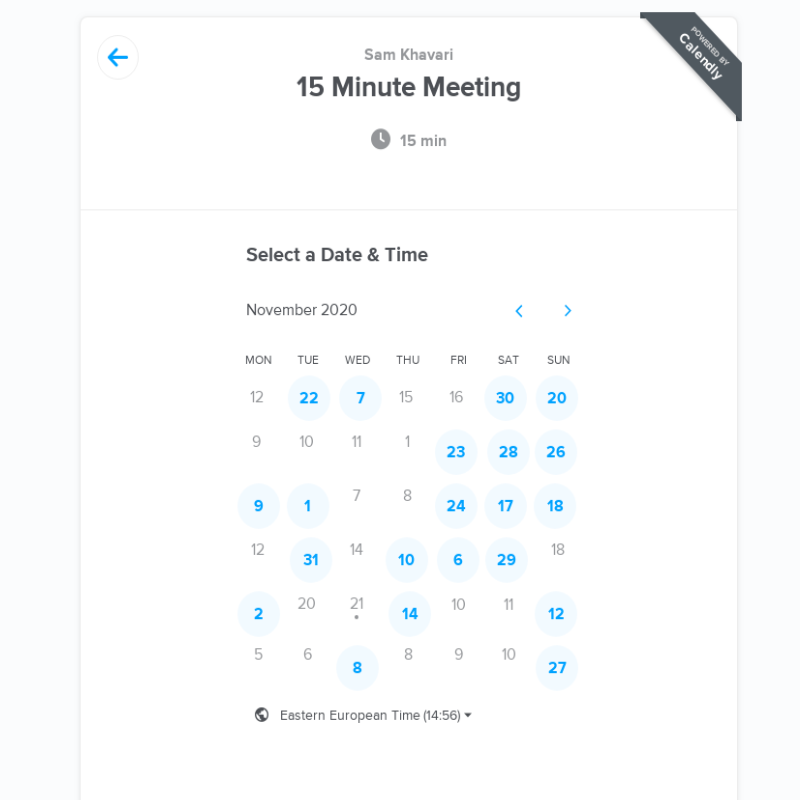 Sam Khavari
15 Minute Meeting
15 min
POWERED BY
Calendly
Select a Date & Time
November 2020
MON TUE WED THU FRI SAT SUN
12 22 7 15 16 30 20
9 10 11 1 23 28 26
9 1 7 8 24 17 18
12 31 14 10 6 29 18
2 20 21 14 10 11 12
5 6 8 8 9 10 27
Eastern European Time (14:56)